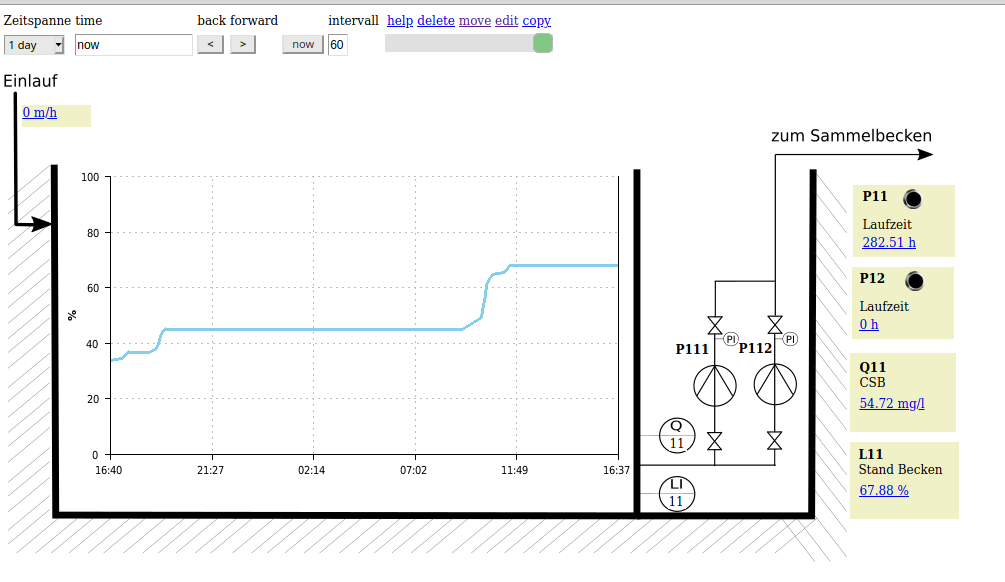 Zeitspanne time back forward intervall help delete move edit copy
1 day now < > now 60
Einlauf
0 m/h
zum Sammelbecken
100
80
60
40
20
0
%
16:40 21:27 02:14 07:02 11:49 16:37
PI PI
P111 P112
Q
11
LI
11
P11
Laufzeit
282.51 h
P12
Laufzeit
0 h
Q11
CSB
54.72 mg/l
L11
Stand Becken
67.88 %